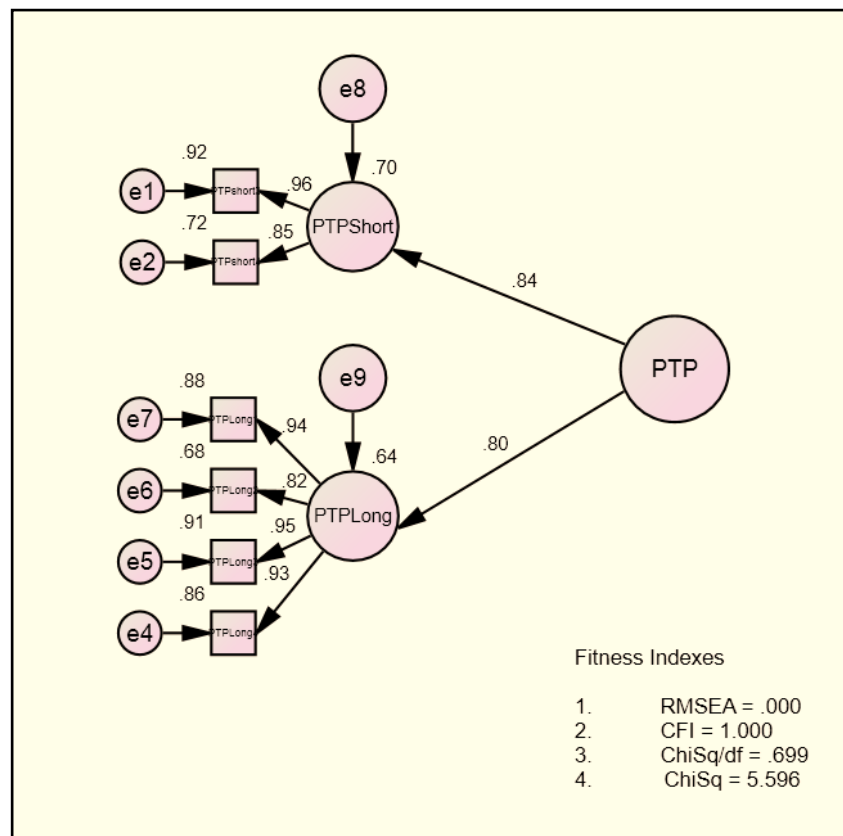 e8
.92
.70
e1
PTPshort
.96
PTPShort
.72
.85
e2
PTPshort
.84
PTP
e9
.88
e7
PTPLong
.94
.80
.64
.68
e6
PTPLong
.82
PTPLong
.91
.95
e5
PTPLong
.93
.86
e4
PTPLong
Fitness Indexes
1. RMSEA = .000
2. CFI = 1.000
3. ChiSq/df = .699
4. ChiSq = 5.596